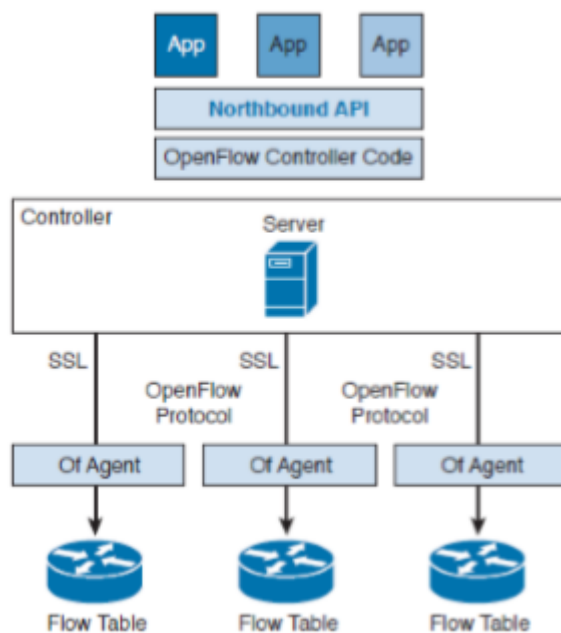 App App App
Northbound API
OpenFlow Controller Code
Controller
Server
SSL SSL SSL
OpenFlow Protocol OpenFlow Protocol
Of Agent Of Agent Of Agent
Flow Table Flow Table Flow Table